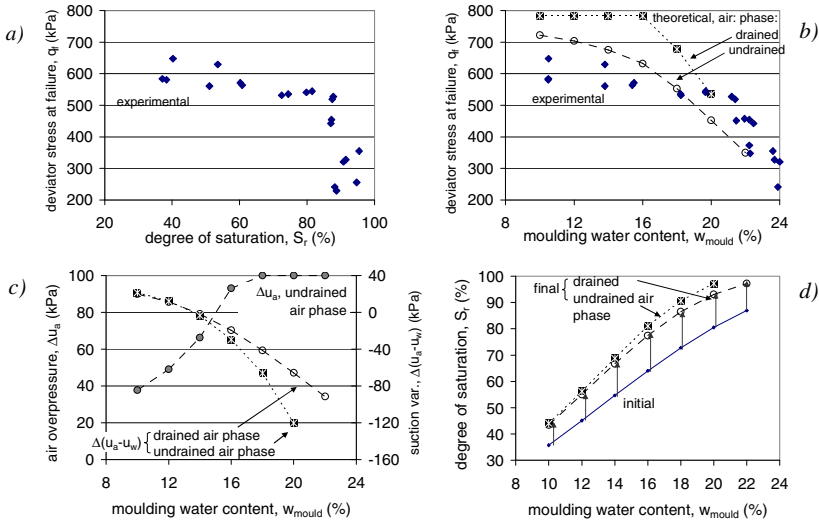 a)
deviator stress at failure, qf (kPa)
800
700
600
500
400
300
200
experimental
20 40 60 80 100
degree of saturation, Sr (%)
b)
deviator stress at failure, qf (kPa)
800
700
600
500
400
300
200
theoretical, air: phase:
drained
undrained
experimental
8 12 16 20 24
moulding water content, wmould (%)
c)
air overpressure, Δua (kPa)
100
80
60
40
20
0
Δua, undrained
air phase
Δ(ua-uw) { drained air phase
undrained air phase
40
0
-40
-80
-120
-160
suction var., Δ(ua-uw) (kPa)
8 12 16 20 24
moulding water content, wmould (%)
d)
degree of saturation, Sr (%)
100
90
80
70
60
50
40
30
final { drained
undrained air
phase
initial
8 10 12 14 16 18 20 22 24
moulding water content, wmould (%)